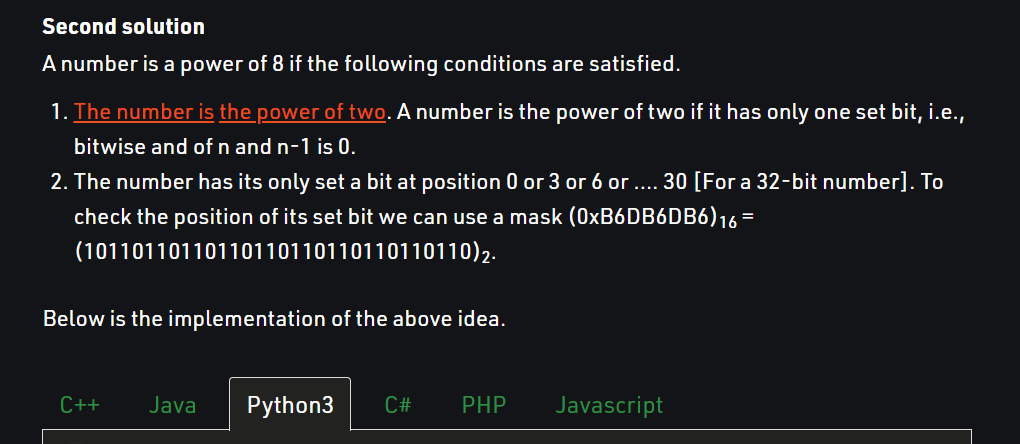 Second solution
A number is a power of 8 if the following conditions are satisfied.
1. The number is the power of two. A number is the power of two if it has only one set bit, i.e.,
bitwise and of n and n-1 is 0.
2. The number has its only set a bit at position 0 or 3 or 6 or …. 30 [For a 32-bit number]. To
check the position of its set bit we can use a mask (0xB6DB6DB6)16 =
(10110110110110110110110110110110)2.
Below is the implementation of the above idea.
C++ Java Python3 C# PHP Javascript